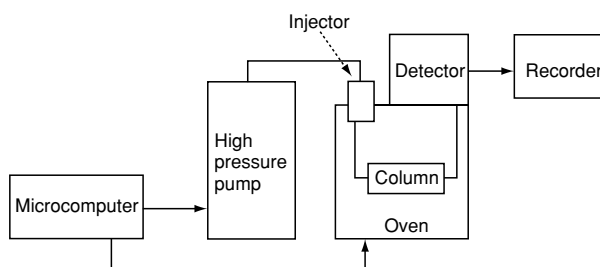 Injector
Detector
Recorder
High
pressure
pump
Column
Microcomputer
Oven